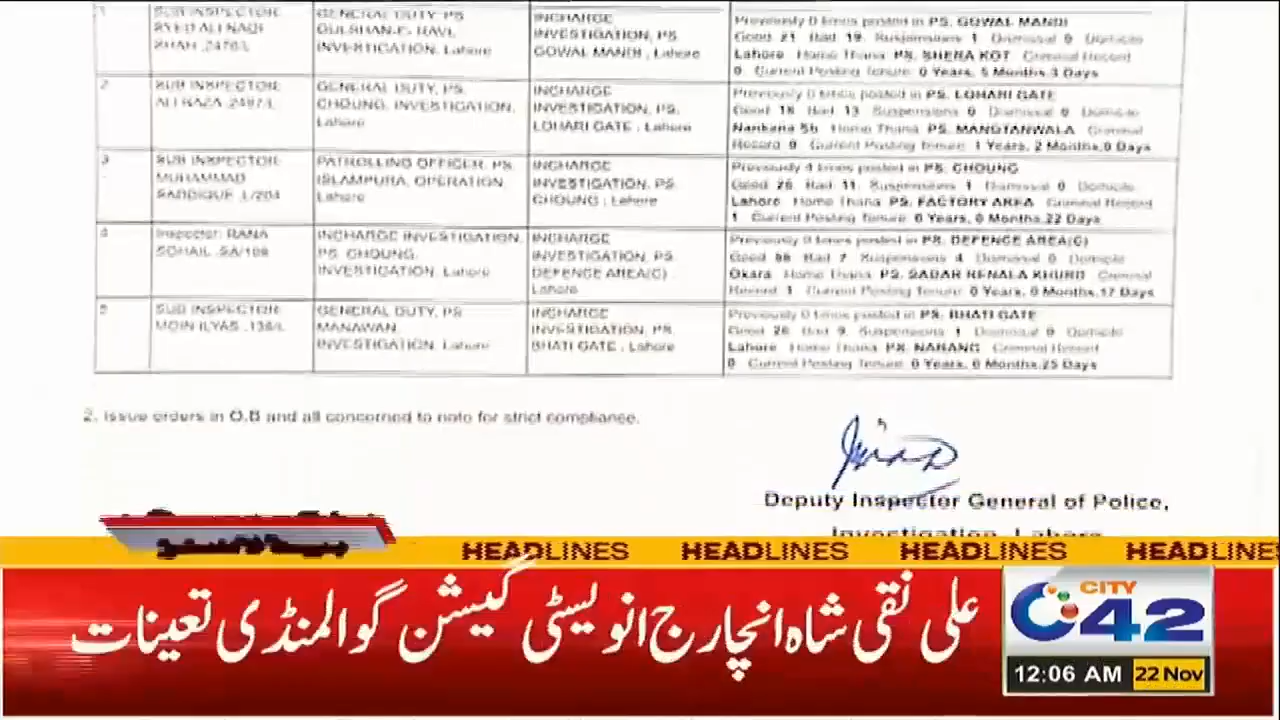 1
SUB INSPECTOR
SYED ALI NAQI
SHAH ,2470/L
GENERAL DUTY, PS
GULSHAN-E- RAVI,
INVESTIGATION, Lahore
INCHARGE
INVESTIGATION, PS.
GOWAL MANDI , Lahore
Previously 0 times posted in PS. GOWAL MANDI
Good 21 Bad 19. Suspensions 1 Dismissal 0 Domicile
Lahore Home Thana PS. SHERA KOT Criminal Record
0 Current Posting Tenure 0 Years, 5 Months,3 Days
2
SUB INSPECTOR
ALI RAZA
GENERAL DUTY, PS.
CHOUNG, INVESTIGATION,
Lahore
INCHARGE
INVESTIGATION, PS.
LOHARI GATE , Lahore
Previously 0 times posted in PS. LOHARI GATE
Good 18 Bad 13 Suspensions 0 Dismissal 0 Domicile
Nankana Sb Home Thana PS. MANGTANWALA Criminal
Record 0 Current Posting Tenure 1 Years, 2 Months,0 Days
3
SUB INSPECTOR
MUHAMMAD
SADDIQUE ,L/204
PATROLLING OFFICER, PS.
ISLAMPURA, OPERATION,
Lahore
INCHARGE
INVESTIGATION, PS.
CHOUNG , Lahore
Previously 4 times posted in PS. CHOUNG
Good 26 Bad 11. Suspensions 1 Dismissal 0 Domicile
Lahore Home Thana PS. FACTORY AREA Criminal Record
1 Current Posting Tenure 0 Years, 0 Months,22 Days
4
Inspector RANA
SOHAIL ,SA/109
INCHARGE INVESTIGATION,
PS. CHOUNG,
INVESTIGATION, Lahore
INCHARGE
INVESTIGATION, PS.
DEFENCE AREA(C) ,
Lahore
Previously 0 times posted in PS. DEFENCE AREA(C)
Good Bad 7 Suspensions 4 Dismissal 0 Domicile
Okara Home Thana PS. SADAR RENALA KHURD Criminal
Record 1 Current Posting Tenure 0 Years, 0 Months,17 Days
5
SUB INSPECTOR
MOIN ILYAS ,138/L
GENERAL DUTY, PS
MANAWAN,
INVESTIGATION, Lahore
INCHARGE
INVESTIGATION, PS.
BHATI GATE , Lahore
Previously 0 times posted in PS. BHATI GATE
Good 26 Bad 9. Suspensions 1 Dismissal 0 Domicile
Lahore Home Thana PS. NARANG Criminal Record
0 Current Posting Tenure 0 Years, 0 Months,25 Days
2. Issue orders in O.B and all concerned to note for strict compliance.
Deputy Inspector General of Police,
Investigation, Lahore
HEADLINES HEADLINES HEADLINES HEADLINES
علی نقی شاہ انچارج انویسٹی گیشن گوالمنڈی تعینات
CITY
42
12:06 AM 22 Nov